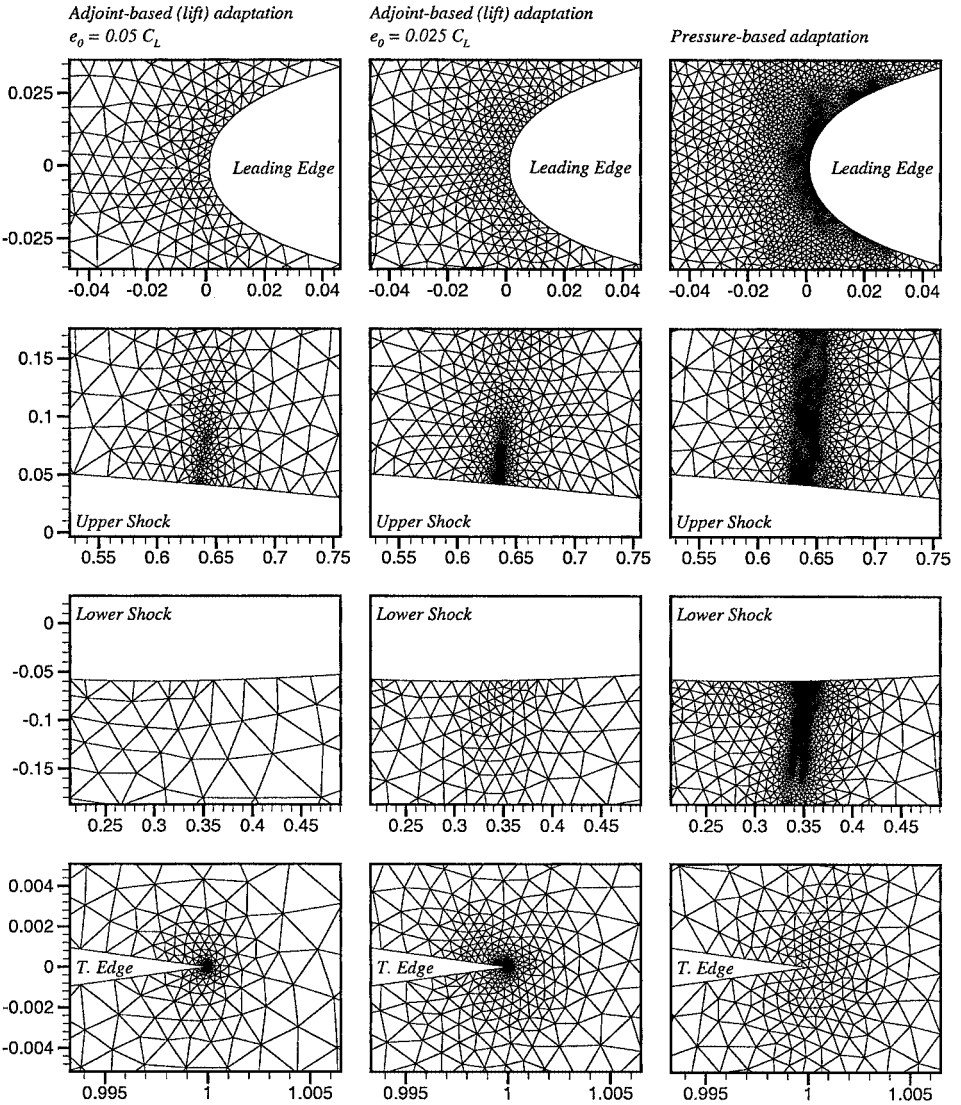 Adjoint-based (lift) adaptation
e₀ = 0.05 C_L
Adjoint-based (lift) adaptation
e₀ = 0.025 C_L
Pressure-based adaptation
0.025
0
-0.025
Leading Edge
Leading Edge
Leading Edge
-0.04 -0.02 0 0.02 0.04
-0.04 -0.02 0 0.02 0.04
-0.04 -0.02 0 0.02 0.04
0.15
0.1
0.05
0
Upper Shock
Upper Shock
Upper Shock
0.55 0.6 0.65 0.7 0.75
0.55 0.6 0.65 0.7 0.75
0.55 0.6 0.65 0.7 0.75
Lower Shock
Lower Shock
Lower Shock
0
-0.05
-0.1
-0.15
0.25 0.3 0.35 0.4 0.45
0.25 0.3 0.35 0.4 0.45
0.25 0.3 0.35 0.4 0.45
0.004
0.002
0
-0.002
-0.004
T. Edge
T. Edge
T. Edge
0.995 1 1.005
0.995 1 1.005
0.995 1 1.005